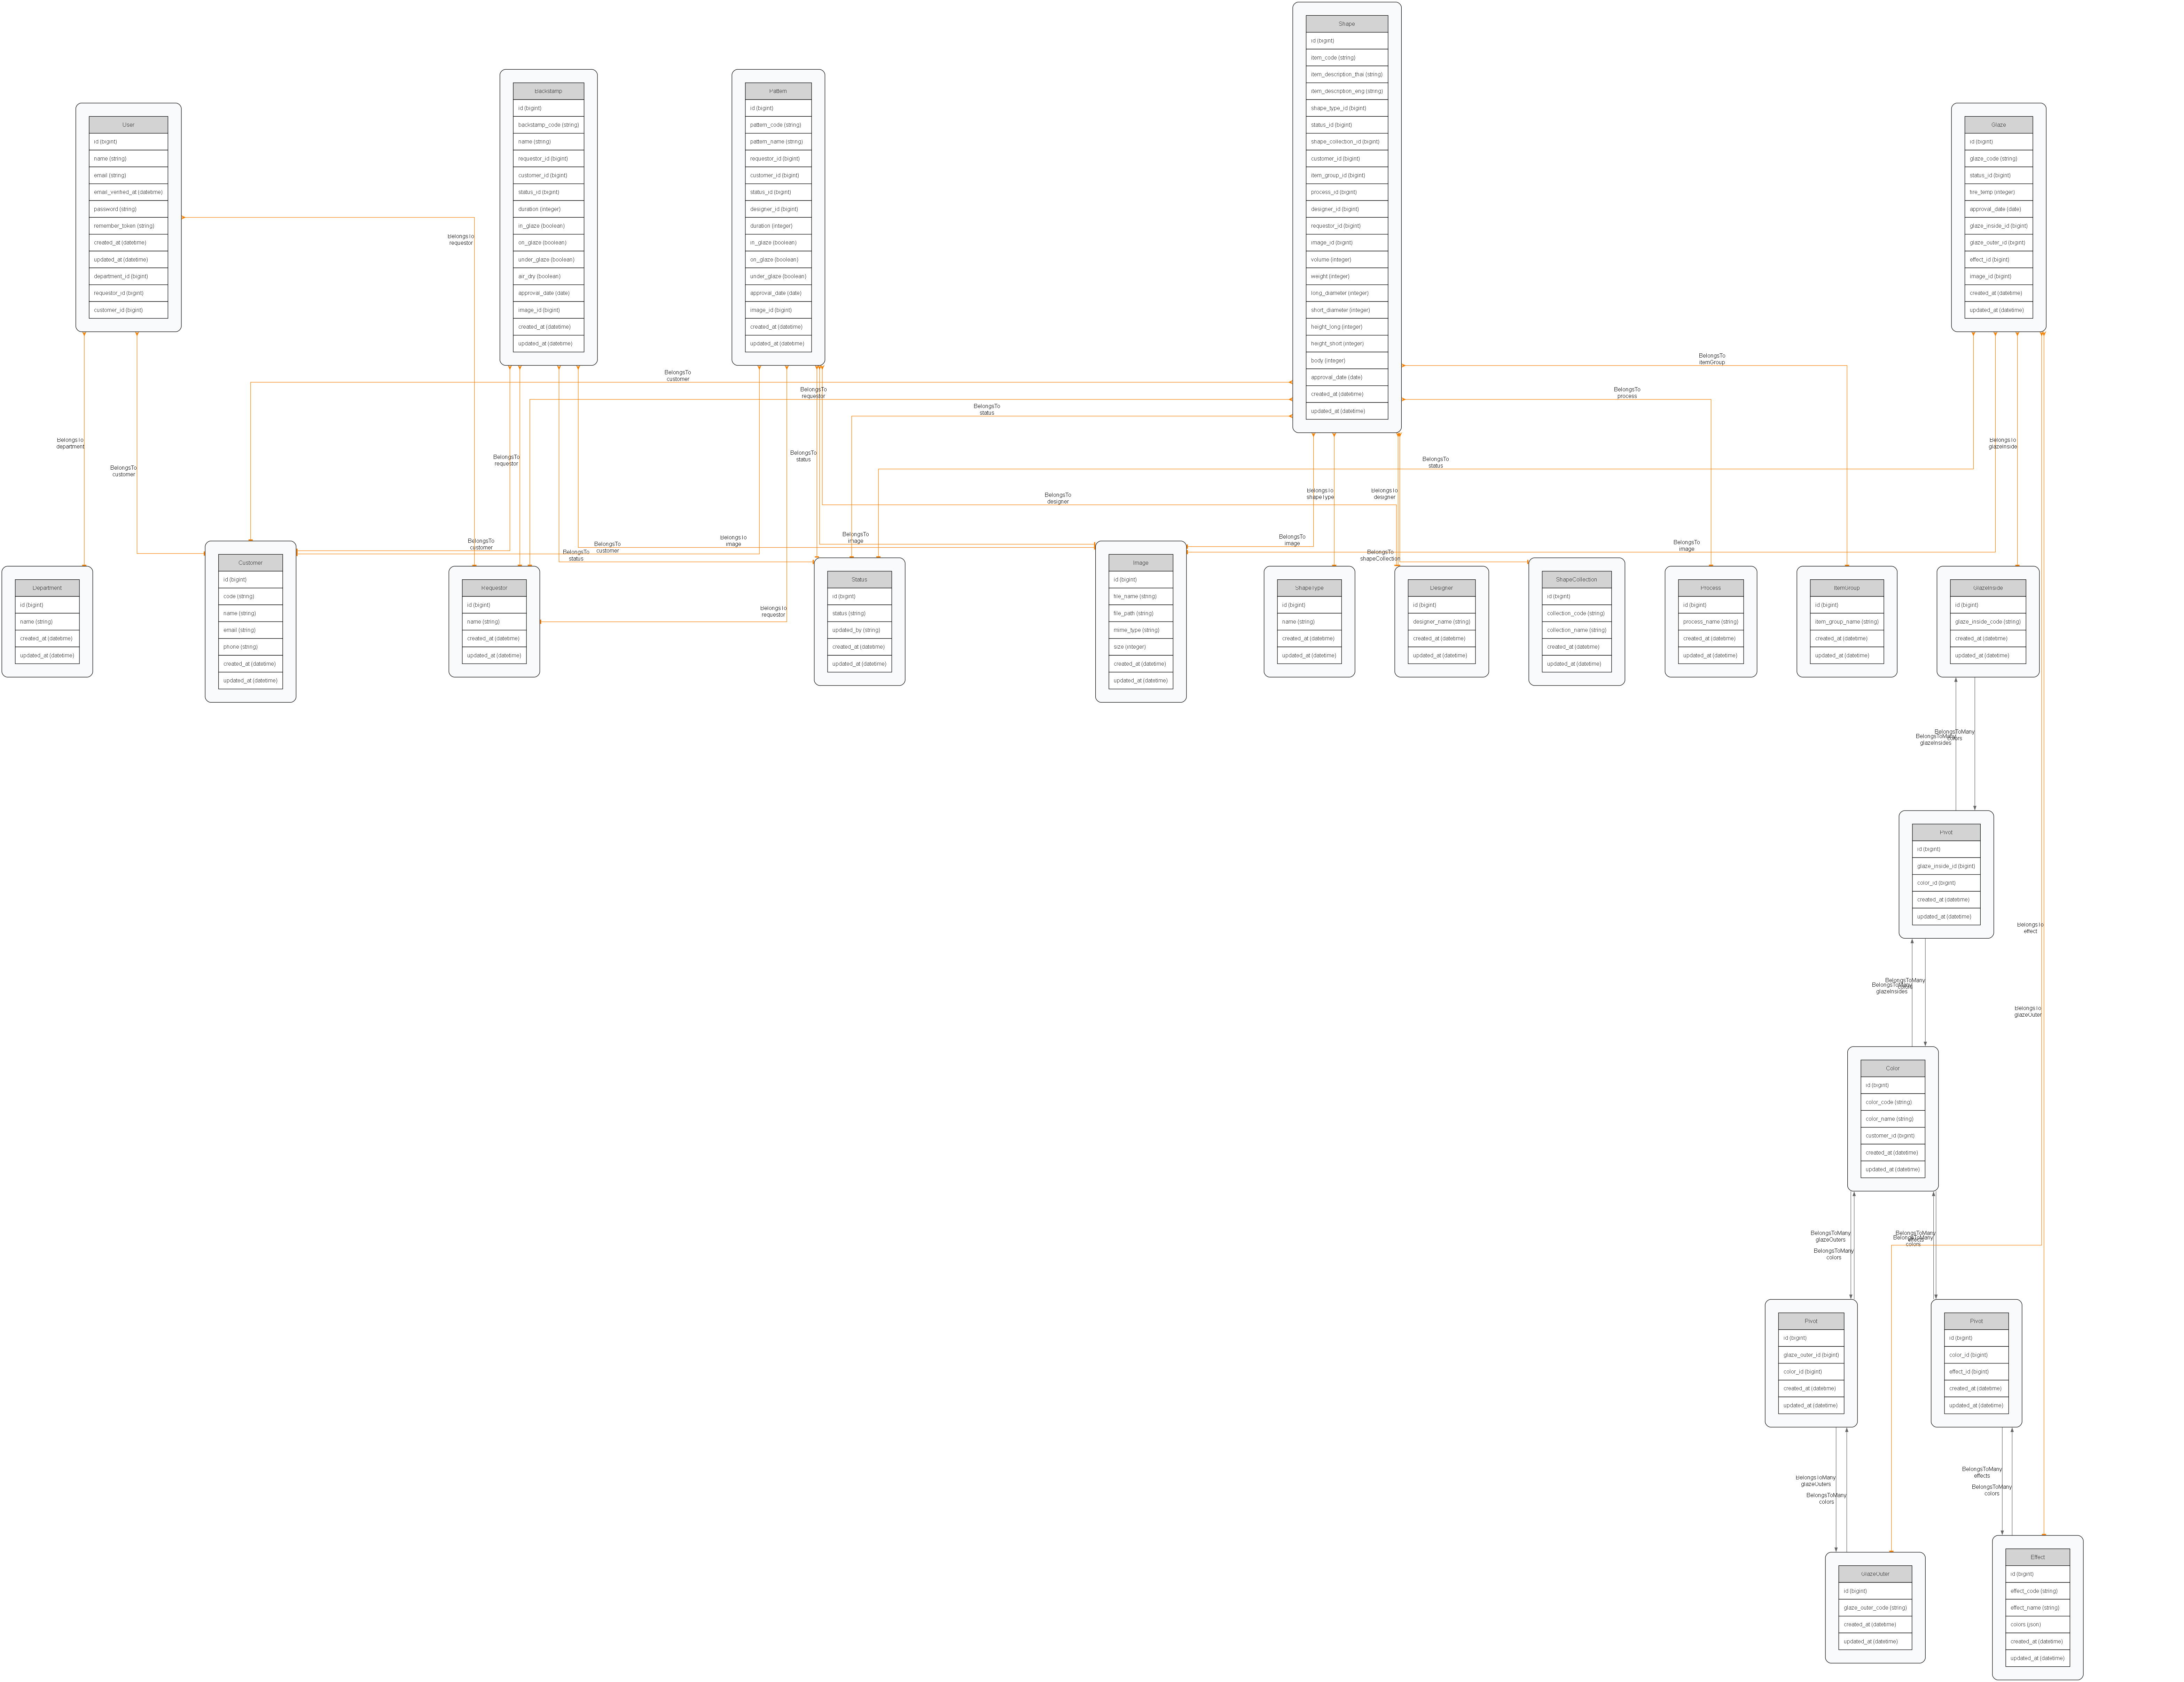 Shape
id (bigint)
item_code (string)
item_description_thai (string)
item_description_eng (string)
shape_type_id (bigint)
status_id (bigint)
shape_collection_id (bigint)
customer_id (bigint)
item_group_id (bigint)
process_id (bigint)
designer_id (bigint)
requestor_id (bigint)
image_id (bigint)
volume (integer)
weight (integer)
long_diameter (integer)
short_diameter (integer)
height_long (integer)
height_short (integer)
body (integer)
approval_date (date)
created_at (datetime)
updated_at (datetime)
User
id (bigint)
name (string)
email (string)
email_verified_at (datetime)
password (string)
remember_token (string)
created_at (datetime)
updated_at (datetime)
department_id (bigint)
requestor_id (bigint)
customer_id (bigint)
Backstamp
id (bigint)
backstamp_code (string)
name (string)
requestor_id (bigint)
customer_id (bigint)
status_id (bigint)
duration (integer)
in_glaze (boolean)
on_glaze (boolean)
under_glaze (boolean)
air_dry (boolean)
approval_date (date)
image_id (bigint)
created_at (datetime)
updated_at (datetime)
Pattern
id (bigint)
pattern_code (string)
pattern_name (string)
requestor_id (bigint)
customer_id (bigint)
status_id (bigint)
designer_id (bigint)
duration (integer)
in_glaze (boolean)
on_glaze (boolean)
under_glaze (boolean)
approval_date (date)
image_id (bigint)
created_at (datetime)
updated_at (datetime)
Glaze
id (bigint)
glaze_code (string)
status_id (bigint)
fire_temp (integer)
approval_date (date)
glaze_inside_id (bigint)
glaze_outer_id (bigint)
effect_id (bigint)
image_id (bigint)
created_at (datetime)
updated_at (datetime)
BelongsTo
requestor
BelongsTo
customer
BelongsTo
requestor
BelongsTo
status
BelongsTo
itemGroup
BelongsTo
process
BelongsTo
department
BelongsTo
customer
BelongsTo
requestor
BelongsTo
status
BelongsTo
status
BelongsTo
glazeInside
BelongsTo
designer
BelongsTo
shapeType
BelongsTo
designer
BelongsTo
customer
BelongsTo
status
BelongsTo
customer
BelongsTo
image
BelongsTo
image
BelongsTo
image
BelongsTo
shapeCollection
BelongsTo
image
BelongsTo
requestor
Department
id (bigint)
name (string)
created_at (datetime)
updated_at (datetime)
Customer
id (bigint)
code (string)
name (string)
email (string)
phone (string)
created_at (datetime)
updated_at (datetime)
Requestor
id (bigint)
name (string)
created_at (datetime)
updated_at (datetime)
Status
id (bigint)
status (string)
updated_by (string)
created_at (datetime)
updated_at (datetime)
Image
id (bigint)
file_name (string)
file_path (string)
mime_type (string)
size (integer)
created_at (datetime)
updated_at (datetime)
ShapeType
id (bigint)
name (string)
created_at (datetime)
updated_at (datetime)
Designer
id (bigint)
designer_name (string)
created_at (datetime)
updated_at (datetime)
ShapeCollection
id (bigint)
collection_code (string)
collection_name (string)
created_at (datetime)
updated_at (datetime)
Process
id (bigint)
process_name (string)
created_at (datetime)
updated_at (datetime)
ItemGroup
id (bigint)
item_group_name (string)
created_at (datetime)
updated_at (datetime)
GlazeInside
id (bigint)
glaze_inside_code (string)
created_at (datetime)
updated_at (datetime)
BelongsToMany
colors
BelongsToMany
glazeInsides
Pivot
id (bigint)
glaze_inside_id (bigint)
color_id (bigint)
created_at (datetime)
updated_at (datetime)
BelongsTo
effect
BelongsToMany
colors
BelongsToMany
glazeInsides
BelongsTo
glazeOuter
Color
id (bigint)
color_code (string)
color_name (string)
customer_id (bigint)
created_at (datetime)
updated_at (datetime)
BelongsToMany
glazeOuters
BelongsToMany
colors
BelongsToMany
effects
BelongsToMany
colors
Pivot
id (bigint)
glaze_outer_id (bigint)
color_id (bigint)
created_at (datetime)
updated_at (datetime)
Pivot
id (bigint)
color_id (bigint)
effect_id (bigint)
created_at (datetime)
updated_at (datetime)
BelongsToMany
glazeOuters
BelongsToMany
colors
BelongsToMany
effects
BelongsToMany
colors
GlazeOuter
id (bigint)
glaze_outer_code (string)
created_at (datetime)
updated_at (datetime)
Effect
id (bigint)
effect_code (string)
effect_name (string)
colors (json)
created_at (datetime)
updated_at (datetime)